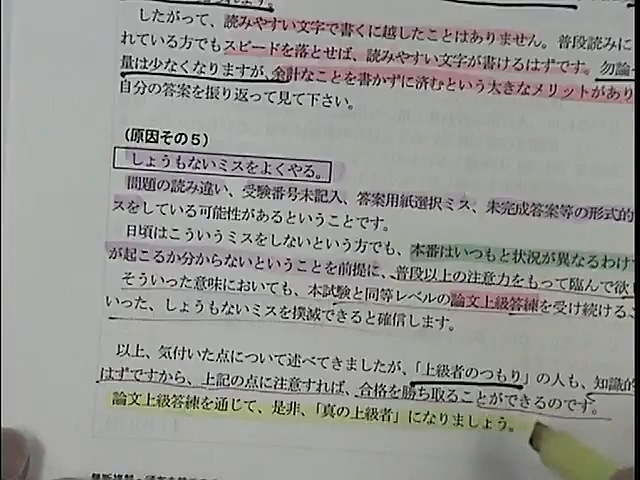 したがって、読みやすい文字で書くに越したことはありません。普段読みに
れている方でもスピードを落とせば、読みやすい文字が書けるはずです。勿論
量は少なくなりますが、余計なことを書かずに済むという大きなメリットがあり
自分の答案を振り返って見て下さい。
（原因その５）
しょうもないミスをよくやる。
問題の読み違い、受験番号未記入、答案用紙選択ミス、未完成答案等の形式的
スをしている可能性があるということです。
日頃はこういうミスをしないという方でも、本番はいつもと状況が異なるわけ
が起こるか分からないということを前提に、普段以上の注意力をもって臨んで欲し
そういった意味においても、本試験と同等レベルの論文上級答練を受け続ける
いった、しょうもないミスを撲滅できると確信します。
以上、気付いた点について述べてきましたが、「上級者のつもり」の人も、知識的
はずですから、上記の点に注意すれば、合格を勝ち取ることができるのです。
論文上級答練を通じて、是非、「真の上級者」になりましょう。